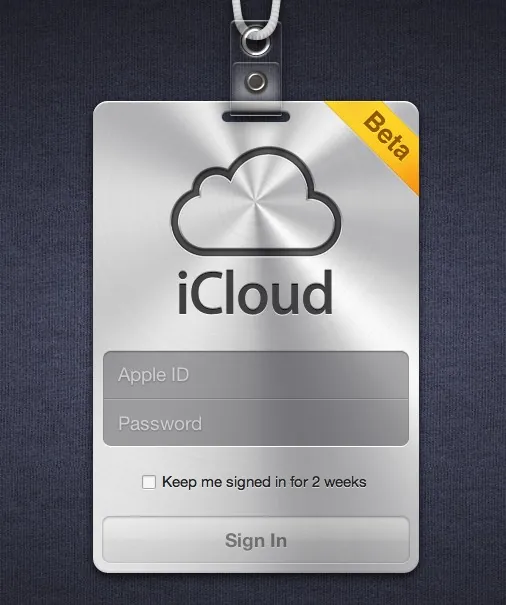 Beta
iCloud
Apple ID
Password
Keep me signed in for 2 weeks
Sign In